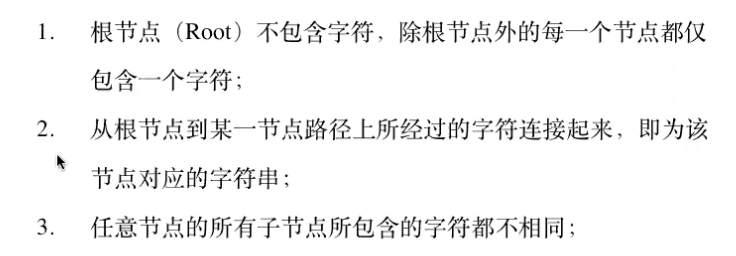 1. 根节点（Root）不包含字符，除根节点外的每一个节点都仅
包含一个字符；
2. 从根节点到某一节点路径上所经过的字符连接起来，即为该
节点对应的字符串；
3. 任意节点的所有子节点所包含的字符都不相同；